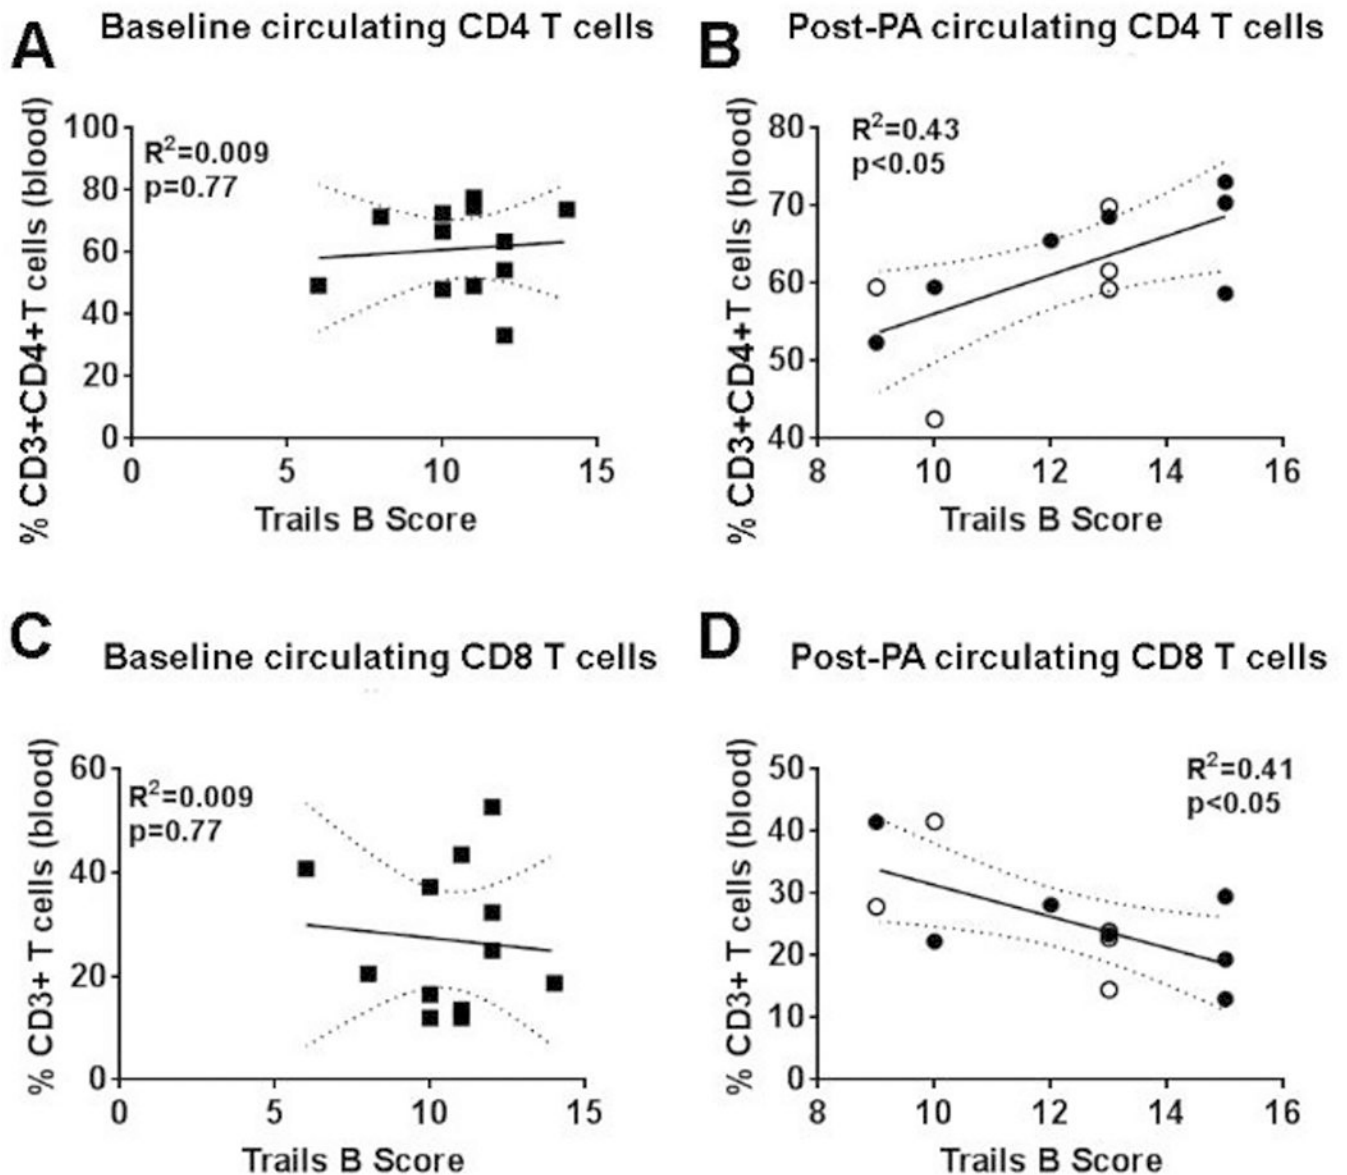 A
Baseline circulating CD4 T cells
% CD3+CD4+T cells (blood)
R²=0.009
p=0.77
100
80
60
40
20
0
0 5 10 15
Trails B Score
B
Post-PA circulating CD4 T cells
% CD3+CD4+T cells (blood)
R²=0.43
p<0.05
80
70
60
50
40
8 10 12 14 16
Trails B Score
C
Baseline circulating CD8 T cells
% CD3+ T cells (blood)
R²=0.009
p=0.77
60
40
20
0
0 5 10 15
Trails B Score
D
Post-PA circulating CD8 T cells
% CD3+ T cells (blood)
R²=0.41
p<0.05
50
40
30
20
10
0
8 10 12 14 16
Trails B Score